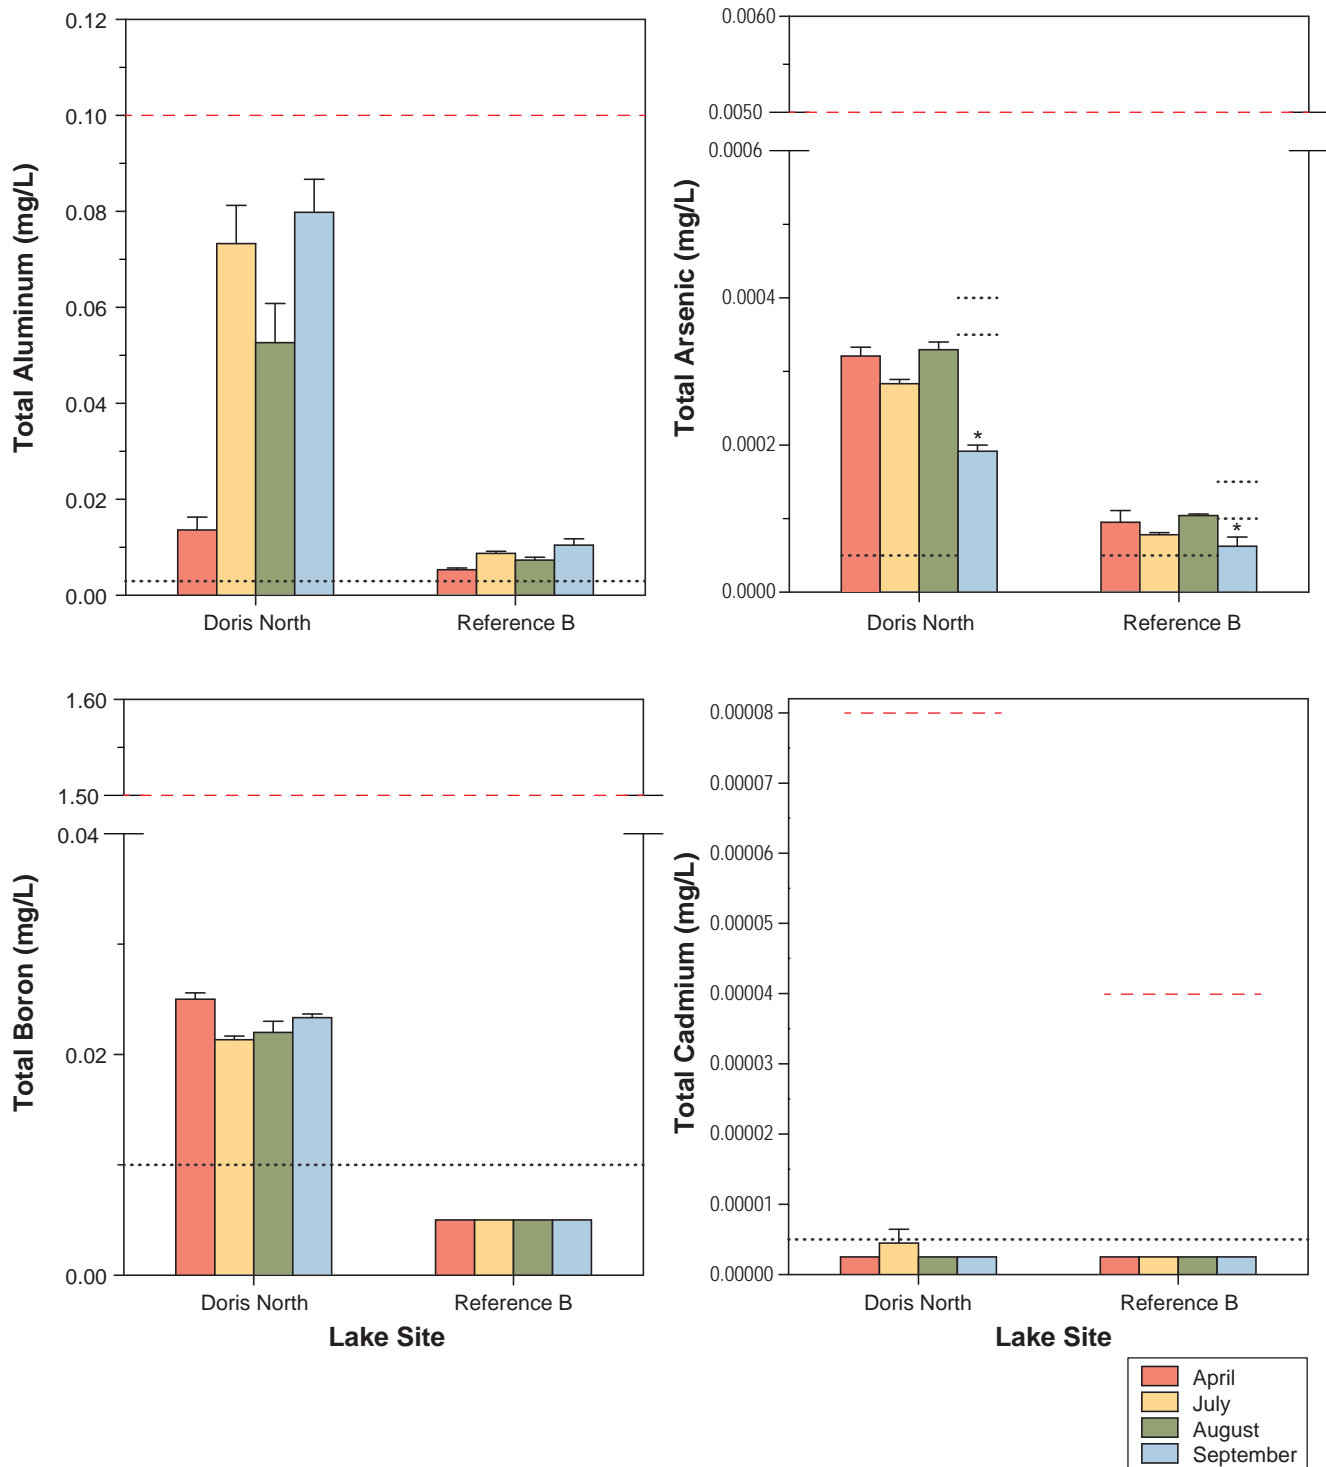 Total Aluminum (mg/L)
0.12
0.10
0.08
0.06
0.04
0.02
0.00
Doris North
Reference B
Total Arsenic (mg/L)
0.0060
0.0050
0.0006
0.0004
0.0002
0.0000
*
*
Doris North
Reference B
Total Boron (mg/L)
1.60
1.50
0.04
0.02
0.00
Doris North
Reference B
Lake Site
Total Cadmium (mg/L)
0.00008
0.00007
0.00006
0.00005
0.00004
0.00003
0.00002
0.00001
0.00000
Doris North
Reference B
Lake Site
April
July
August
September